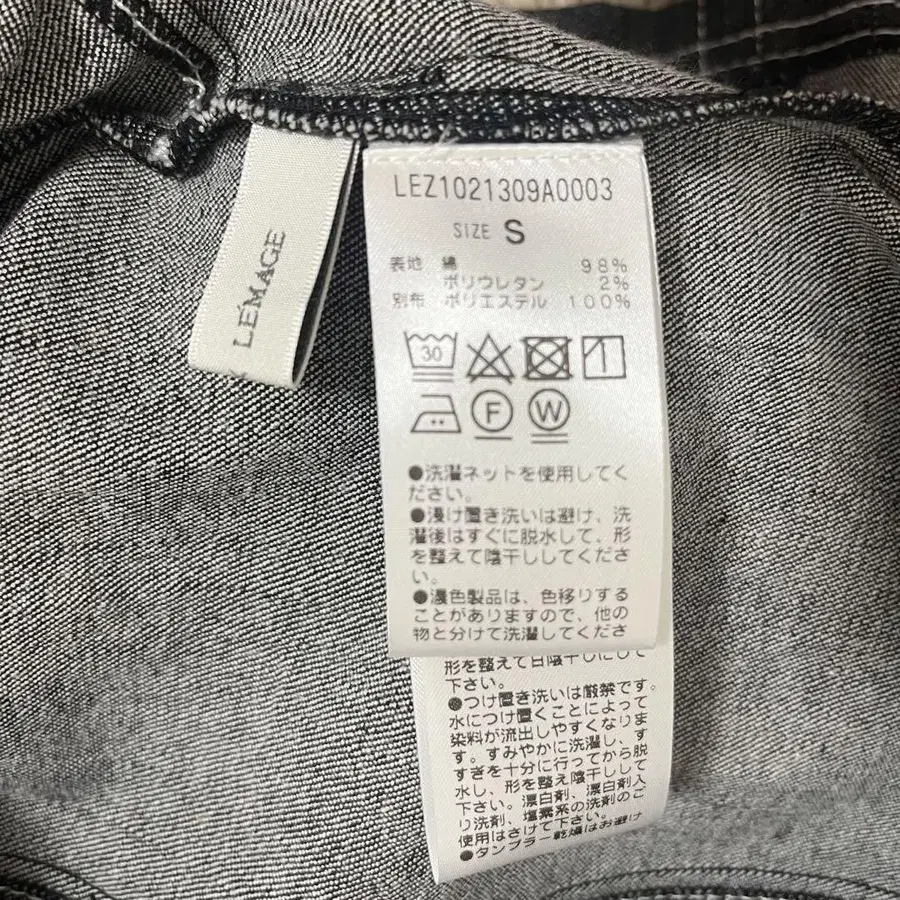 LEMAGE
LEZ1021309A0003
SIZE S
表地 綿 98%
ポリウレタン 2%
別布 ポリエステル 100%
30
F W
●洗濯ネットを使用してく
ださい。
●浸け置き洗いは避け、洗
濯後はすぐに脱水して、形
を整えて陰干ししてくださ
い。
●濃色製品は、色移りする
ことがありますので、他の
物と分けて洗濯してくださ
形を整えて日陰干しにして
下さい。
●つけ置き洗いは厳禁です。
水につけ置くことによって
染料が流出しやすくなりま
す。すみやかに洗濯し、す
すぎを十分に行ってから脱
水し、形を整え陰干しして
下さい。漂白剤、漂白剤入
り洗剤、塩素系の洗剤のご
使用はさけて下さい。
●タンブラー乾燥はお避け